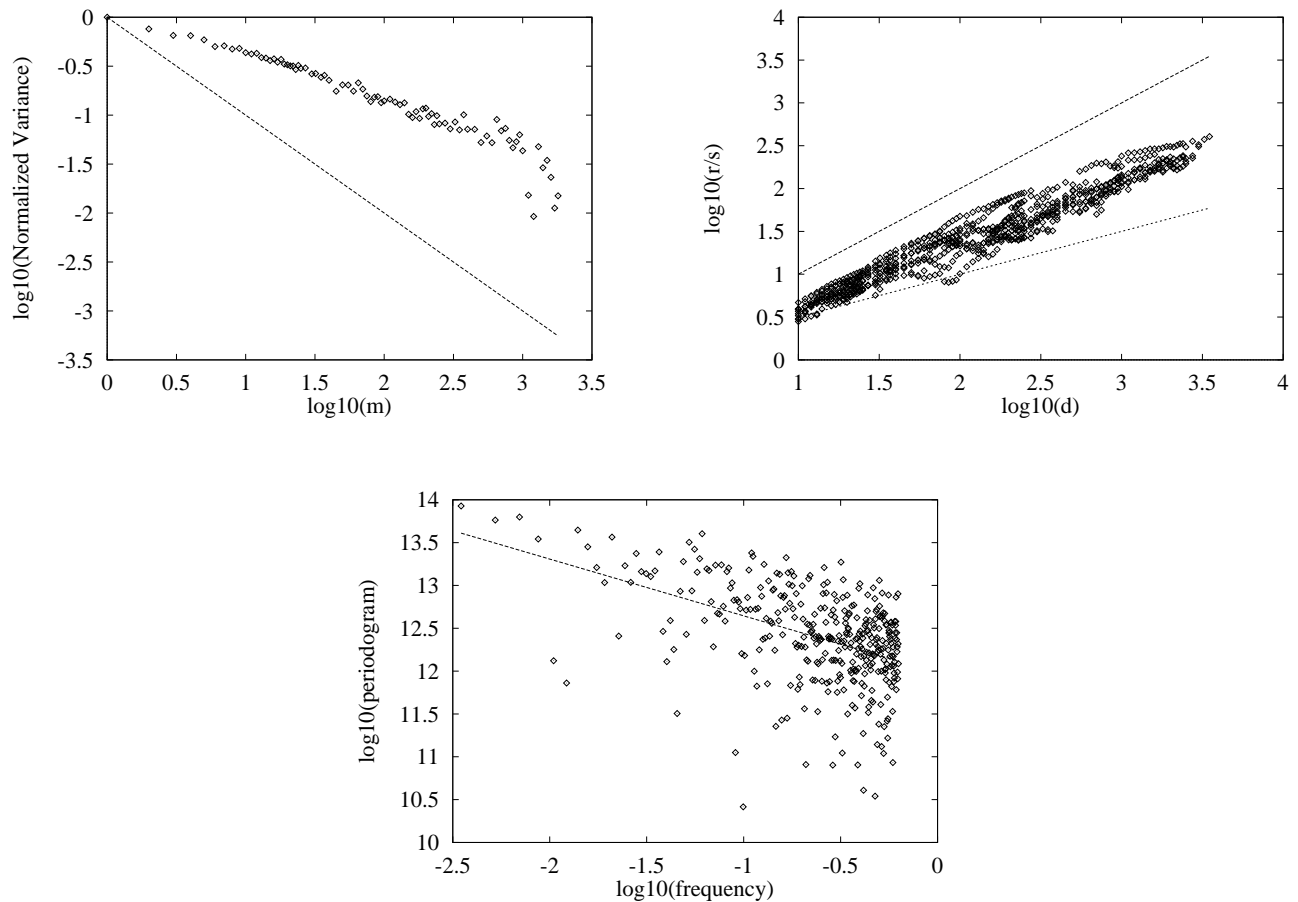 0
-0.5
-1
-1.5
-2
-2.5
-3
-3.5
0 0.5 1 1.5 2 2.5 3 3.5
log10(Normalized Variance)
log10(m)
4
3.5
3
2.5
2
1.5
1
0.5
0
1 1.5 2 2.5 3 3.5 4
log10(r/s)
log10(d)
14
13.5
13
12.5
12
11.5
11
10.5
10
-2.5 -2 -1.5 -1 -0.5 0
log10(periodogram)
log10(frequency)